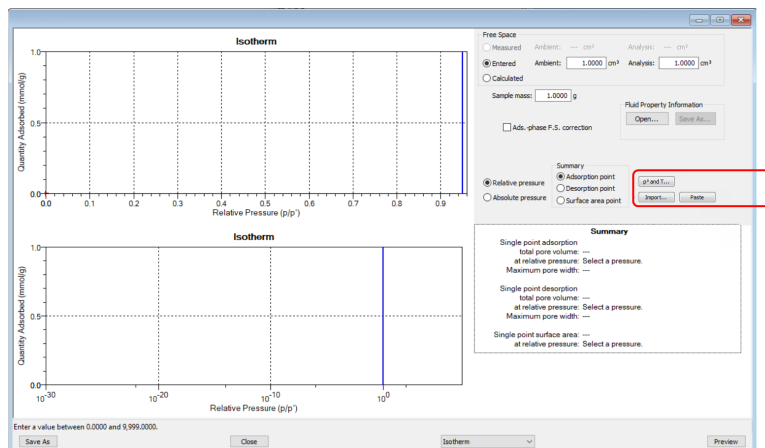 Isotherm
1.0
0.5
0.0
Quantity Adsorbed (mmol/g)
0.0 0.1 0.2 0.3 0.4 0.5 0.6 0.7 0.8 0.9
Relative Pressure (p/p°)
Isotherm
1.0
0.5
0.0
Quantity Adsorbed (mmol/g)
10-30 10-20 10-10 100
Relative Pressure (p/p°)
Free Space
Measured Ambient: --- cm³ Analysis: --- cm³
Entered Ambient: 1.0000 cm³ Analysis: 1.0000 cm³
Calculated
Sample mass: 1.0000 g
Ads.-phase F.S. correction
Fluid Property Information
Open... Save As...
Relative pressure
Absolute pressure
Summary
Adsorption point
Desorption point
Surface area point
p° and T...
Import... Paste
Summary
Single point adsorption
total pore volume: ---
at relative pressure: Select a pressure.
Maximum pore width: ---
Single point desorption
total pore volume: ---
at relative pressure: Select a pressure.
Maximum pore width: ---
Single point surface area: ---
at relative pressure: Select a pressure.
Enter a value between 0.0000 and 9,999.0000.
Save As Close Isotherm Preview